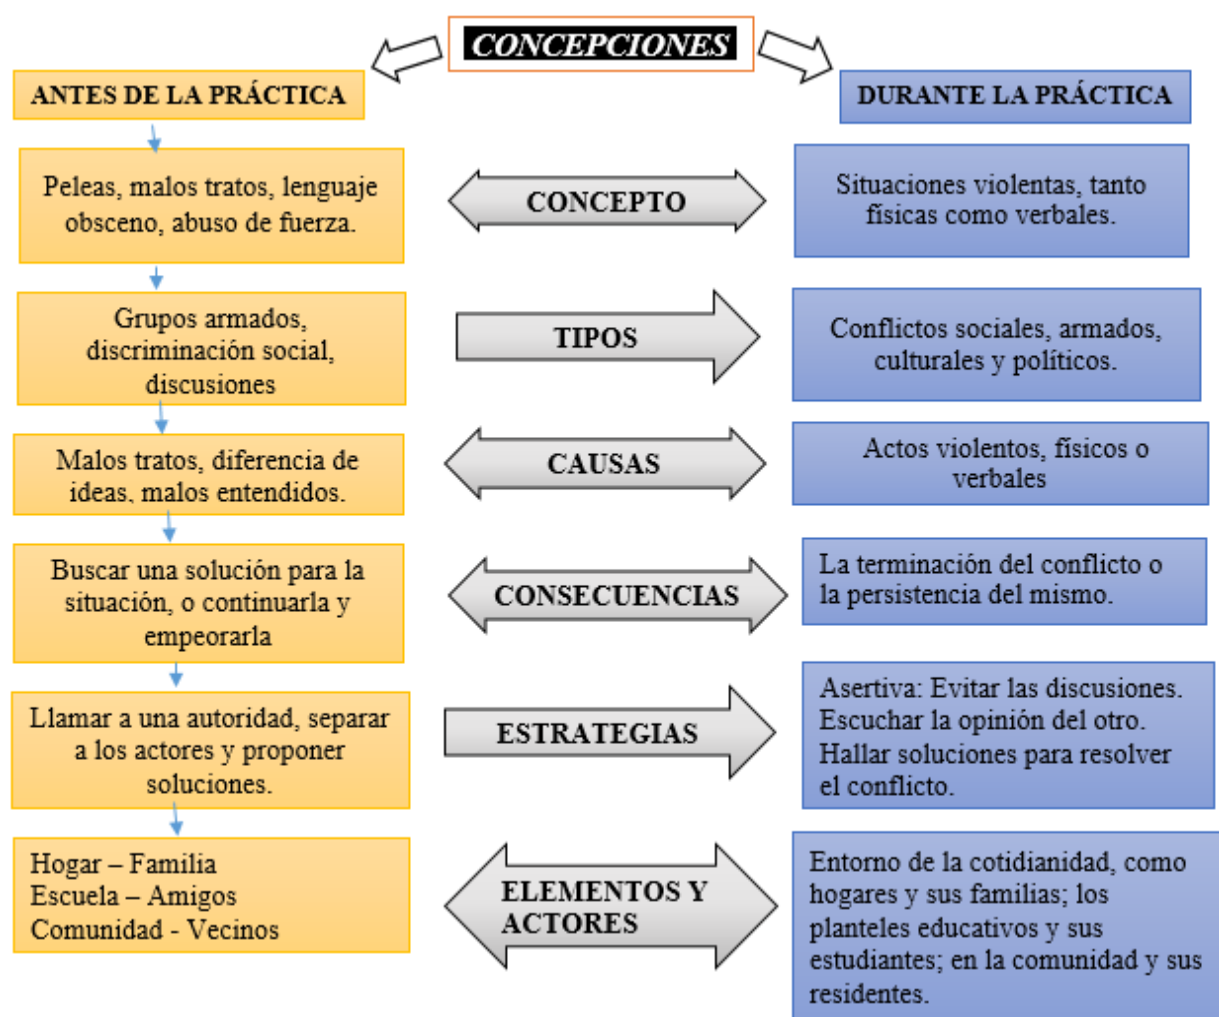 CONCEPCIONES
ANTES DE LA PRÁCTICA
DURANTE LA PRÁCTICA
Peleas, malos tratos, lenguaje
obsceno, abuso de fuerza.
CONCEPTO
Situaciones violentas, tanto
físicas como verbales.
Grupos armados,
discriminación social,
discusiones
TIPOS
Conflictos sociales, armados,
culturales y políticos.
Malos tratos, diferencia de
ideas, malos entendidos.
CAUSAS
Actos violentos, físicos o
verbales
Buscar una solución para la
situación, o continuarla y
empeorarla
CONSECUENCIAS
La terminación del conflicto o
la persistencia del mismo.
Llamar a una autoridad, separar
a los actores y proponer
soluciones.
ESTRATEGIAS
Asertiva: Evitar las discusiones.
Escuchar la opinión del otro.
Hallar soluciones para resolver
el conflicto.
Hogar – Familia
Escuela – Amigos
Comunidad - Vecinos
ELEMENTOS Y
ACTORES
Entorno de la cotidianidad, como
hogares y sus familias; los
planteles educativos y sus
estudiantes; en la comunidad y sus
residentes.